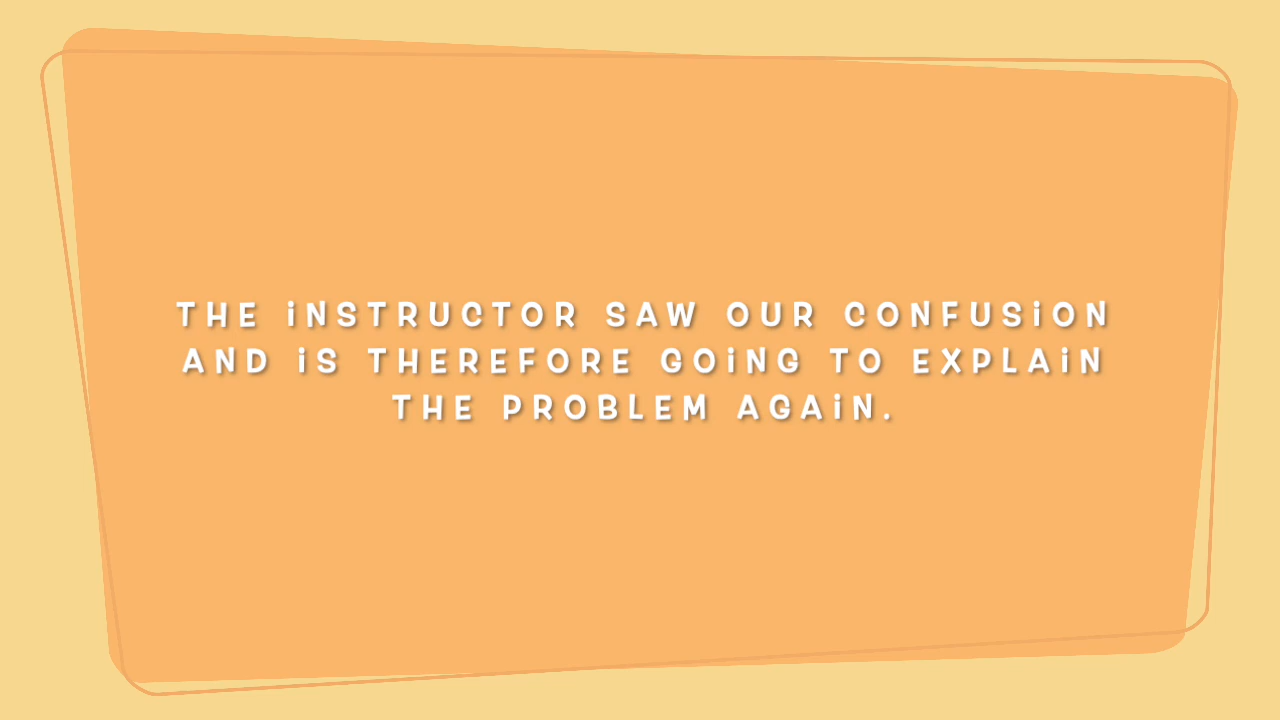 THE INSTRUCTOR SAW OUR CONFUSION
AND IS THEREFORE GOING TO EXPLAIN
THE PROBLEM AGAIN.